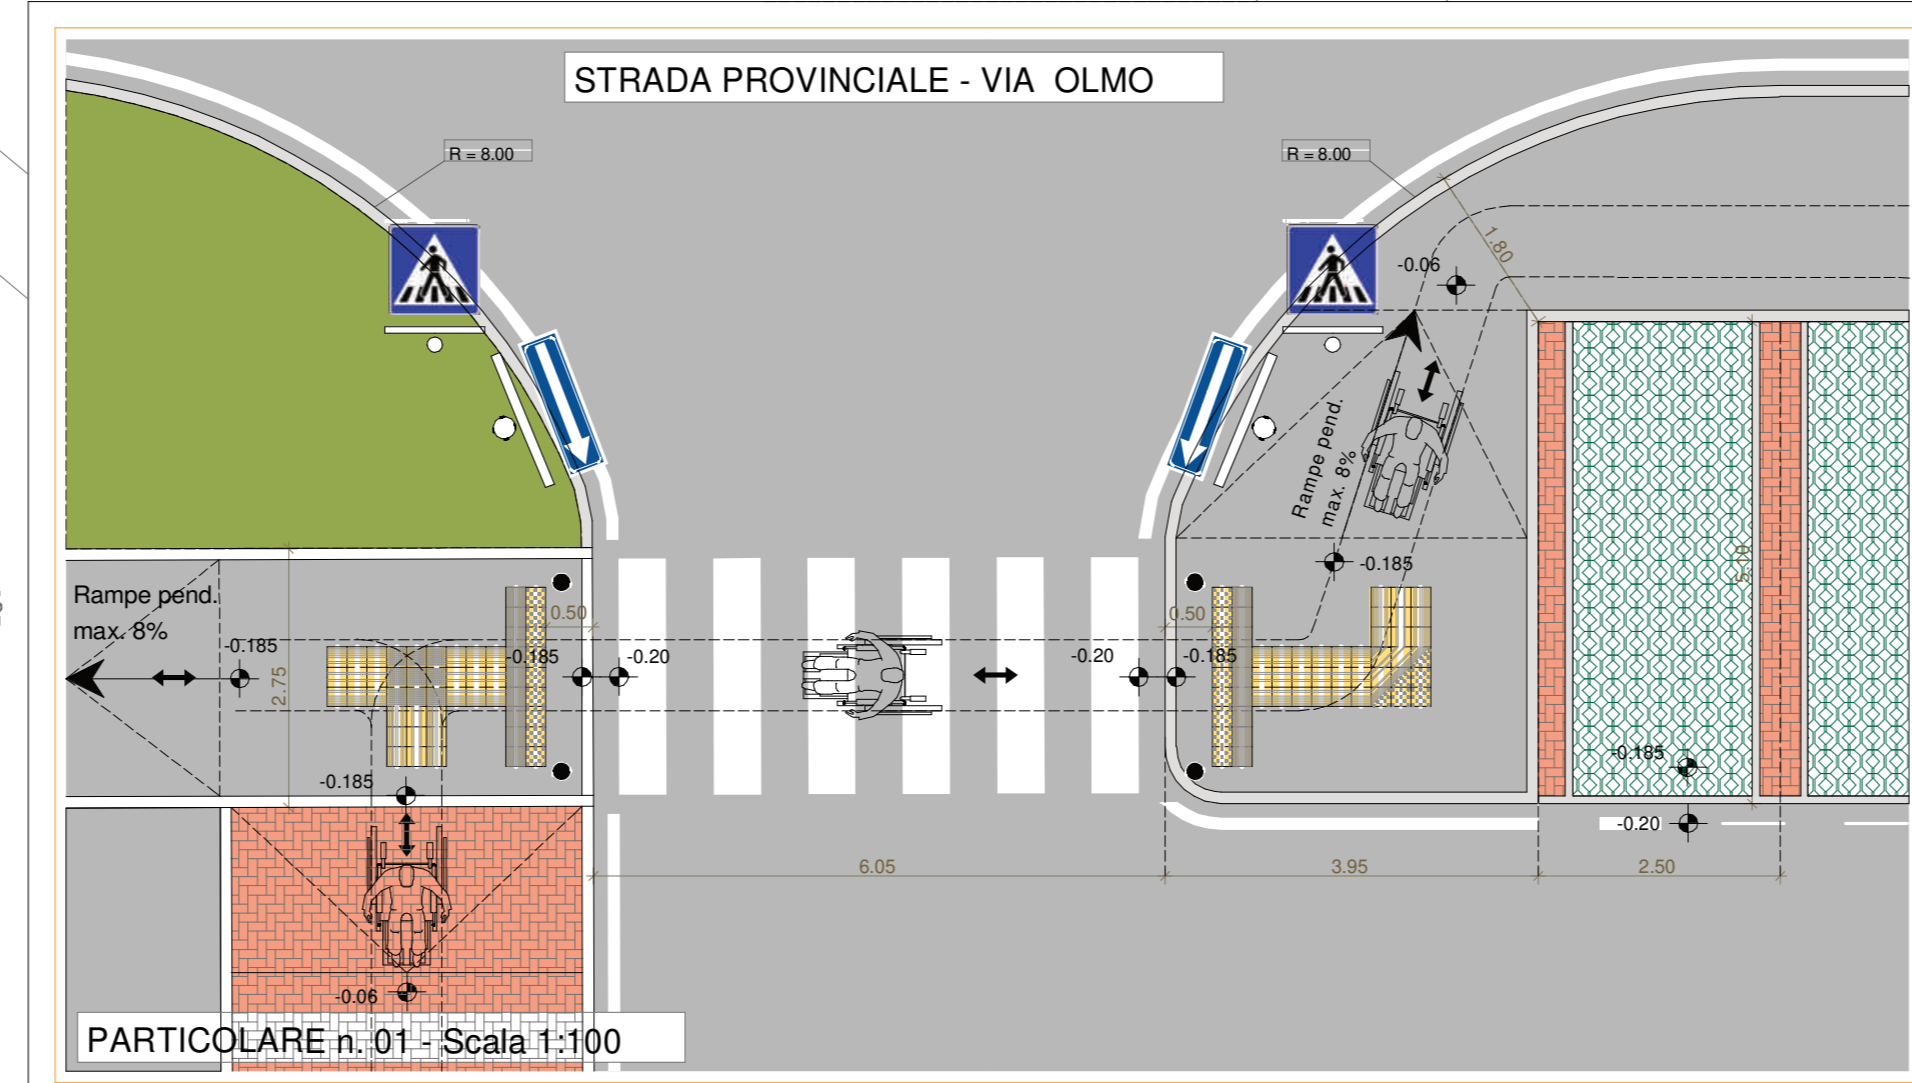 STRADA PROVINCIALE - VIA  OLMO
R = 8.00
R = 8.00
1.80
-0.06
Rampe pend.
max. 8%
-0.185
5.10
Rampe pend.
max. 8%
-0.185
2.75
0.50
-0.185
-0.20
-0.20
0.50
-0.185
-0.185
-0.185
-0.20
6.05
3.95
2.50
-0.06
PARTICOLARE n. 01 - Scala 1:100